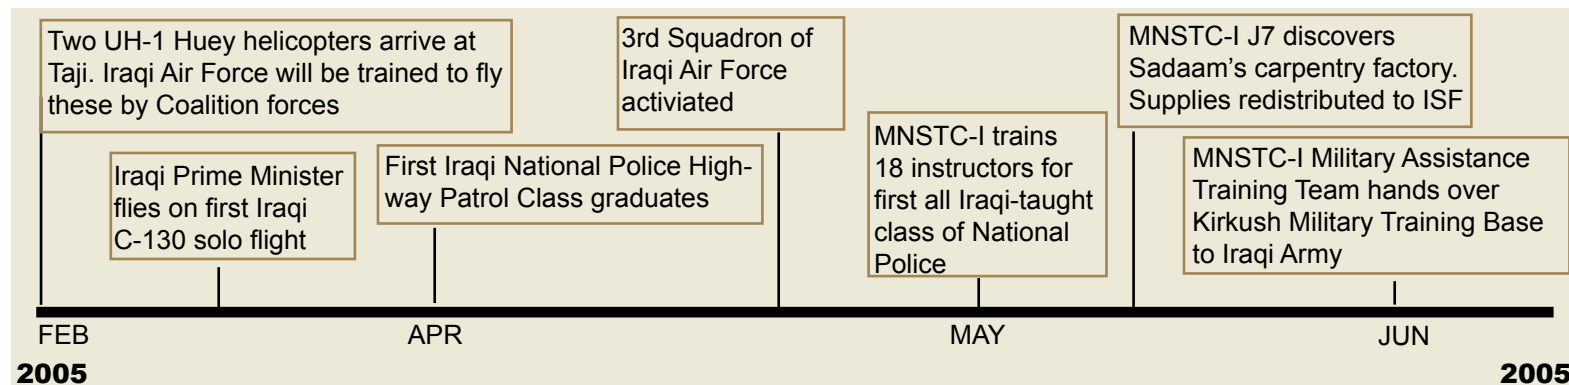 Two UH-1 Huey helicopters arrive at
Taji. Iraqi Air Force will be trained to fly
these by Coalition forces
Iraqi Prime Minister
flies on first Iraqi
C-130 solo flight
First Iraqi National Police High-
way Patrol Class graduates
3rd Squadron of
Iraqi Air Force
activiated
MNSTC-I trains
18 instructors for
first all Iraqi-taught
class of National
Police
MNSTC-I J7 discovers
Sadaam's carpentry factory.
Supplies redistributed to ISF
MNSTC-I Military Assistance
Training Team hands over
Kirkush Military Training Base
to Iraqi Army
FEB
APR
MAY
JUN
2005
2005